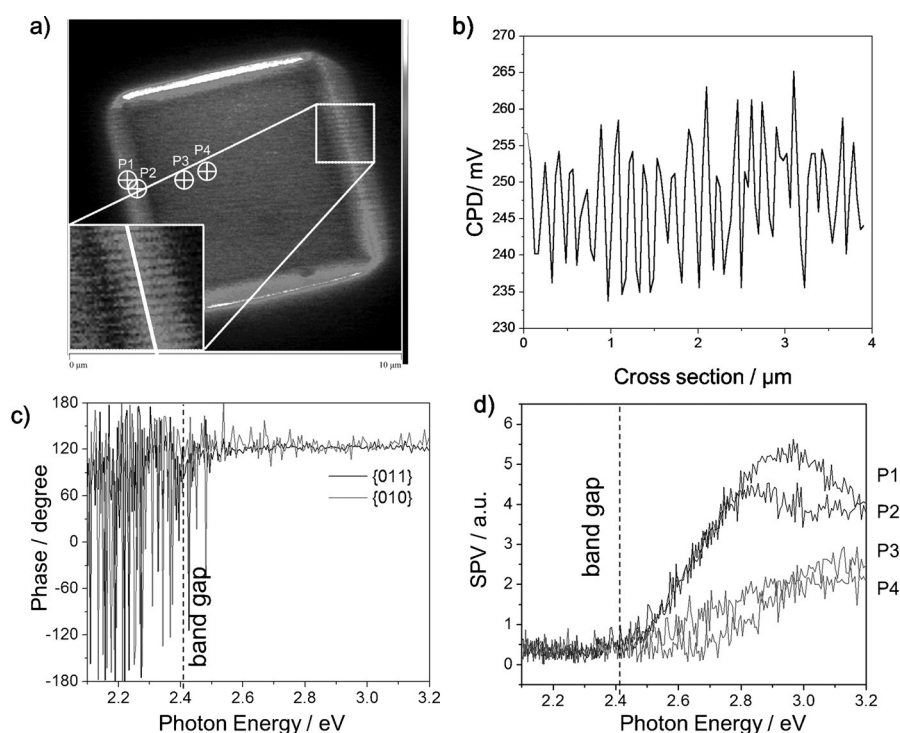 a)
P1
P2
P3
P4
0 µm
10 µm
b)
CPD/ mV
270
265
260
255
250
245
240
235
230
0
1
2
3
4
Cross section / µm
c)
Phase / degree
180
120
60
0
-60
-120
-180
{011}
{010}
band gap
2.2
2.4
2.6
2.8
3.0
3.2
Photon Energy / eV
d)
SPV / a.u.
6
5
4
3
2
1
0
band gap
P1
P2
P3
P4
2.2
2.4
2.6
2.8
3.0
3.2
Photon Energy / eV